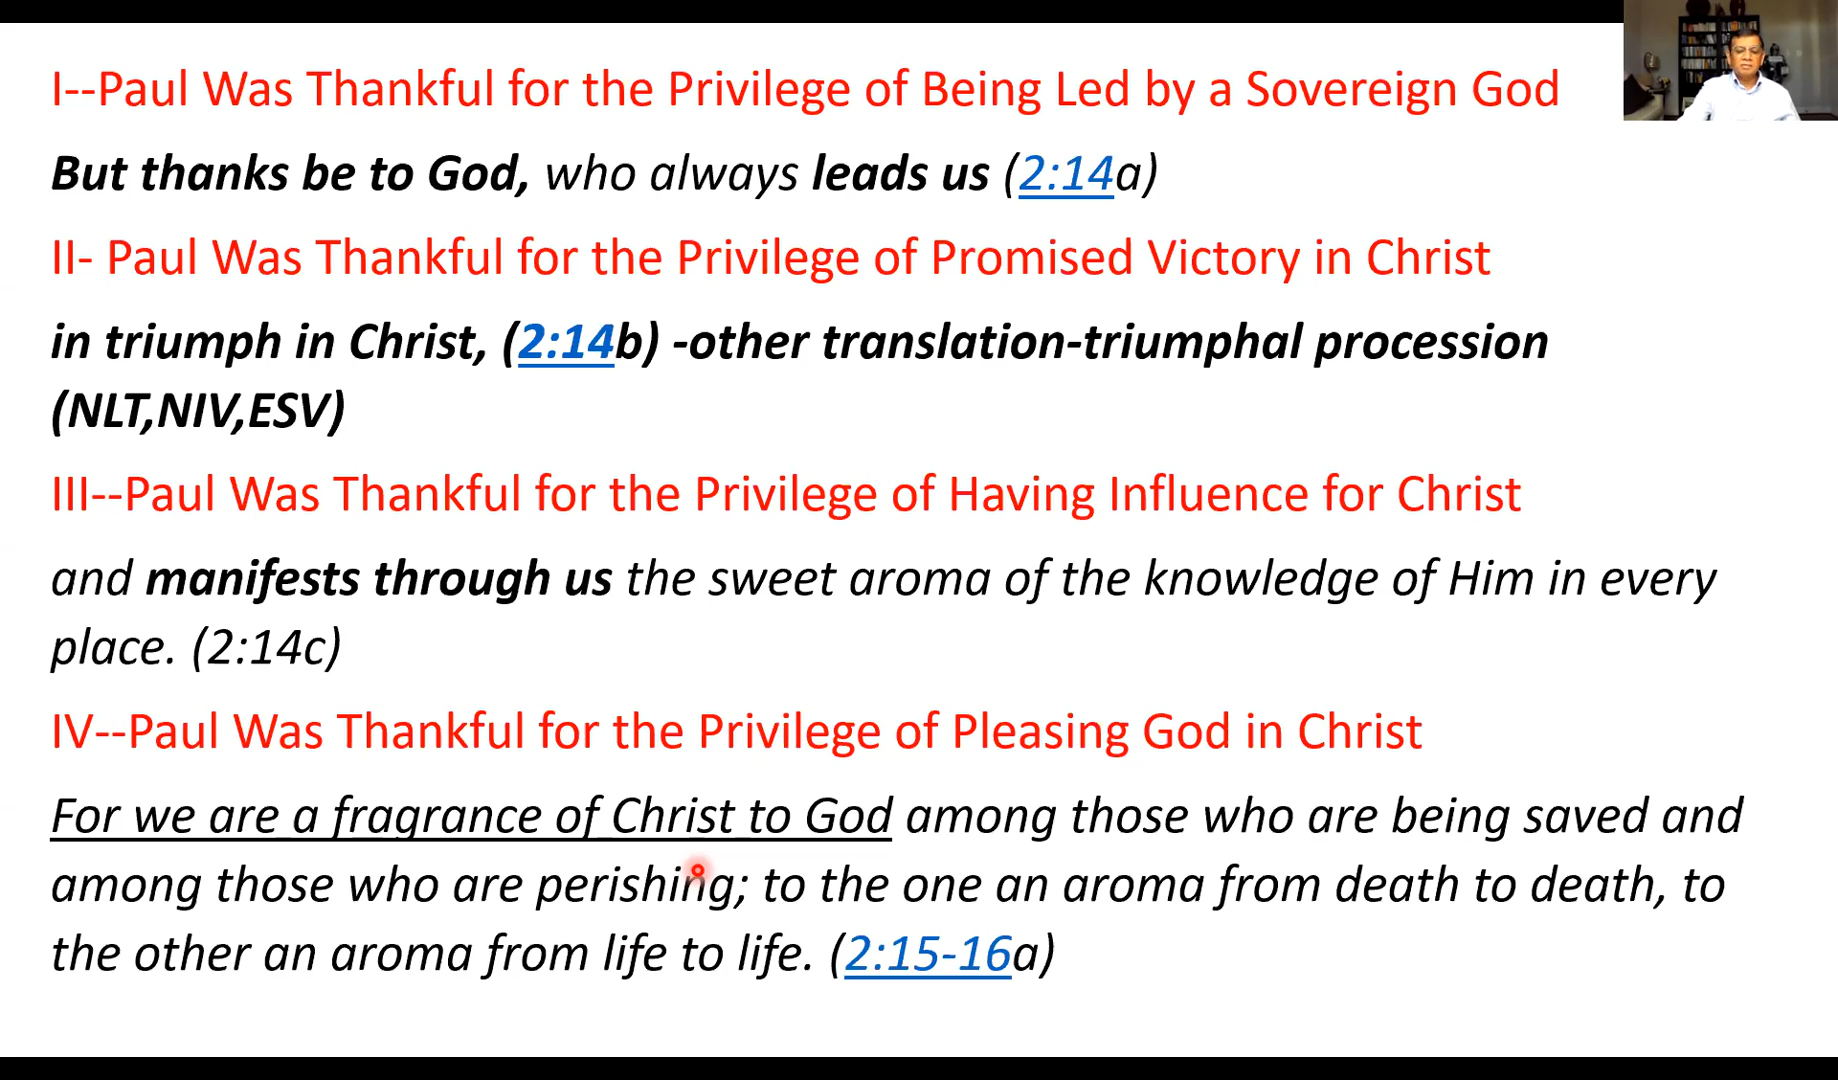 I--Paul Was Thankful for the Privilege of Being Led by a Sovereign God
But thanks be to God, who always leads us (2:14a)
II- Paul Was Thankful for the Privilege of Promised Victory in Christ
in triumph in Christ, (2:14b) -other translation-triumphal procession
(NLT,NIV,ESV)
III--Paul Was Thankful for the Privilege of Having Influence for Christ
and manifests through us the sweet aroma of the knowledge of Him in every
place. (2:14c)
IV--Paul Was Thankful for the Privilege of Pleasing God in Christ
For we are a fragrance of Christ to God among those who are being saved and
among those who are perishing; to the one an aroma from death to death, to
the other an aroma from life to life. (2:15-16a)